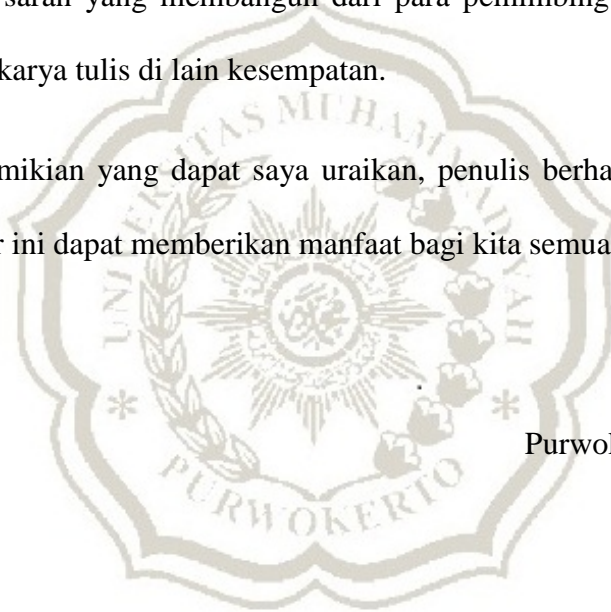 saran yang membangun dari para pembimbing
karya tulis di lain kesempatan.
mikian yang dapat saya uraikan, penulis berha
r ini dapat memberikan manfaat bagi kita semua
Purwok
UNIVERSITAS MUHAMMADIYAH
PURWOKERTO